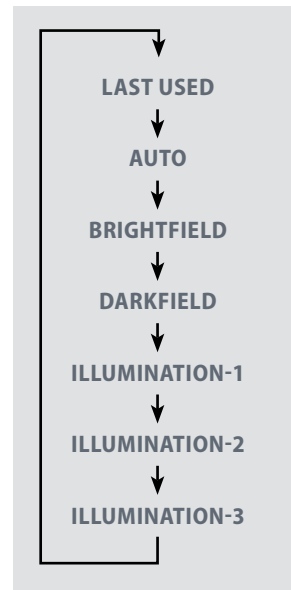 LAST USED
AUTO
BRIGHTFIELD
DARKFIELD
ILLUMINATION-1
ILLUMINATION-2
ILLUMINATION-3